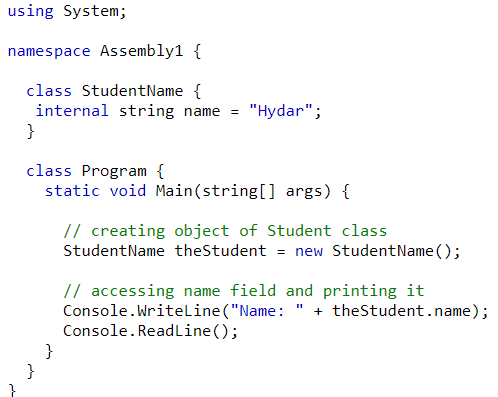 using System;

namespace Assembly1 {

  class StudentName {
   internal string name = "Hydar";
  }

  class Program {
    static void Main(string[] args) {

      // creating object of Student class
      StudentName theStudent = new StudentName();

      // accessing name field and printing it
      Console.WriteLine("Name: " + theStudent.name);
      Console.ReadLine();
    }
  }
}